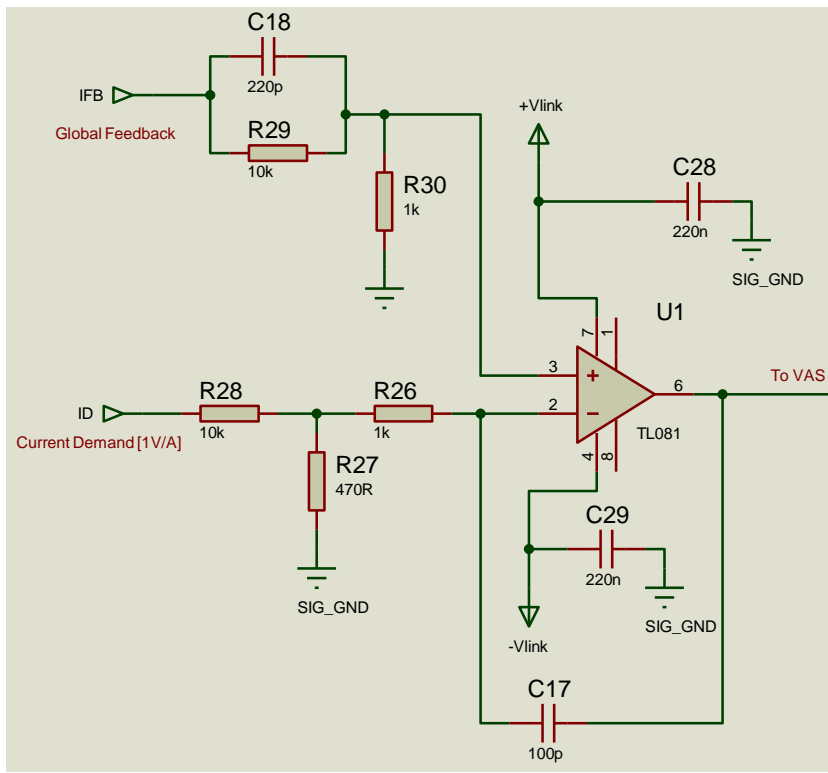 C18
220p
IFB
Global Feedback
R29
10k
R30
1k
+Vlink
C28
220n
SIG_GND
U1
7
1
3
+
2
−
6
To VAS
TL081
4
8
R28
10k
R26
1k
ID
Current Demand [1V/A]
R27
470R
SIG_GND
C29
220n
SIG_GND
-Vlink
C17
100p